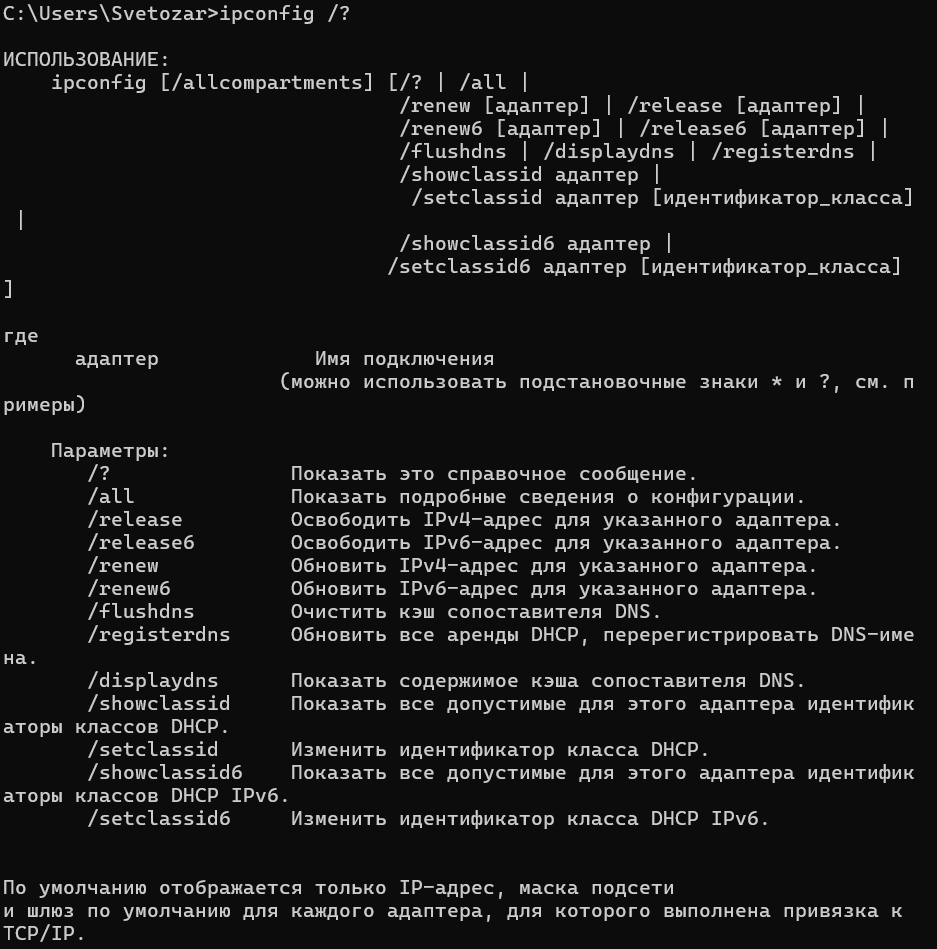 C:\Users\Svetozar>ipconfig /?
ИСПОЛЬЗОВАНИЕ:
ipconfig [/allcompartments] [/? | /all |
/renew [адаптер] | /release [адаптер] |
/renew6 [адаптер] | /release6 [адаптер] |
/flushdns | /displaydns | /registerdns |
/showclassid адаптер |
/setclassid адаптер [идентификатор_класса]
|
/showclassid6 адаптер |
/setclassid6 адаптер [идентификатор_класса]
]
где
адаптер Имя подключения
(можно использовать подстановочные знаки * и ?, см. п
римеры)
Параметры:
/? Показать это справочное сообщение.
/all Показать подробные сведения о конфигурации.
/release Освободить IPv4-адрес для указанного адаптера.
/release6 Освободить IPv6-адрес для указанного адаптера.
/renew Обновить IPv4-адрес для указанного адаптера.
/renew6 Обновить IPv6-адрес для указанного адаптера.
/flushdns Очистить кэш сопоставителя DNS.
/registerdns Обновить все аренды DHCP, перерегистрировать DNS-име
на.
/displaydns Показать содержимое кэша сопоставителя DNS.
/showclassid Показать все допустимые для этого адаптера идентифик
аторы классов DHCP.
/setclassid Изменить идентификатор класса DHCP.
/showclassid6 Показать все допустимые для этого адаптера идентифик
аторы классов DHCP IPv6.
/setclassid6 Изменить идентификатор класса DHCP IPv6.
По умолчанию отображается только IP-адрес, маска подсети
и шлюз по умолчанию для каждого адаптера, для которого выполнена привязка к
TCP/IP.